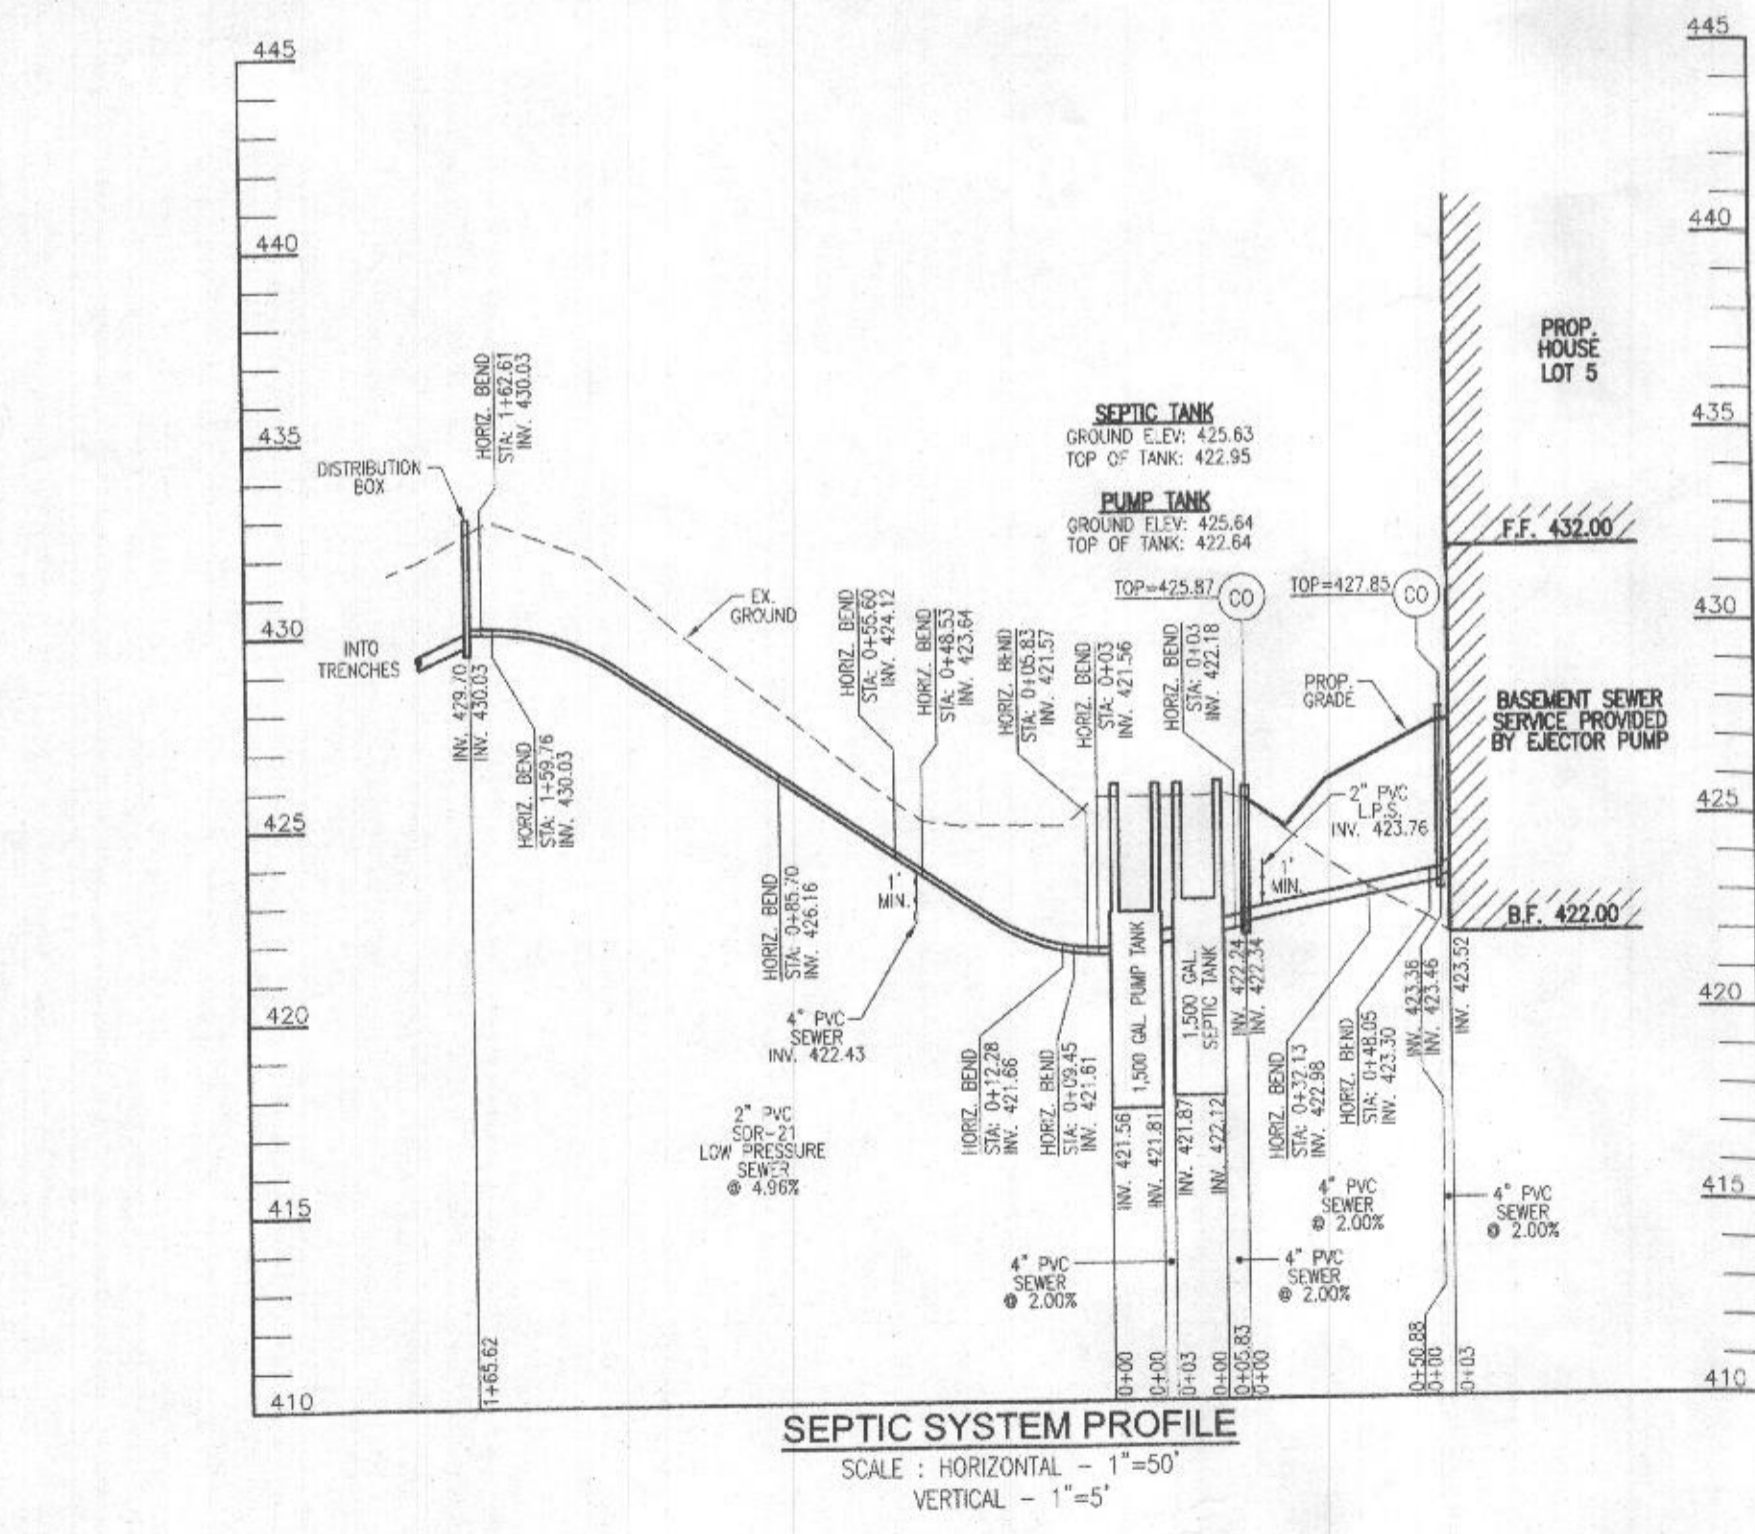 445
440
435
430
425
420
415
410
445
440
435
430
425
420
415
410
HORIZ. BEND
STA: 1+62.61
INV. 430.03
DISTRIBUTION
BOX
INTO
TRENCHES
INV. 429.70
INV. 430.03
HORIZ. BEND
STA: 1+59.76
INV. 430.03
EX.
GROUND
HORIZ. BEND
STA: 0+85.70
INV. 426.16
HORIZ. BEND
STA: 0+55.60
INV. 424.12
HORIZ. BEND
STA: 0+48.53
INV. 423.64
HORIZ. BEND
STA: 0+05.83
INV. 421.57
HORIZ. BEND
STA: 0+03
INV. 421.56
HORIZ. BEND
STA: 0+03
INV. 422.18
SEPTIC TANK
GROUND ELEV: 425.63
TOP OF TANK: 422.95
PUMP TANK
GROUND ELEV: 425.64
TOP OF TANK: 422.64
TOP=425.87
CO
TOP=427.85
CO
PROP.
HOUSE
LOT 5
F.F. 432.00
BASEMENT SEWER
SERVICE PROVIDED
BY EJECTOR PUMP
B.F. 422.00
PROP.
GRADE
2" PVC
L.P.S.
INV. 423.76
1'
MIN.
1'
MIN.
4" PVC
SEWER
INV. 422.43
2" PVC
SDR-21
LOW PRESSURE
SEWER
@ 4.96%
HORIZ. BEND
STA: 0+12.28
INV. 421.66
HORIZ. BEND
STA: 0+09.45
INV. 421.61
1,500 GAL. PUMP TANK
1,500 GAL.
SEPTIC TANK
INV. 421.56
INV. 421.81
INV. 421.87
INV. 422.12
INV. 422.24
INV. 422.34
HORIZ. BEND
STA: 0+32.13
INV. 422.98
HORIZ. BEND
STA: 0+48.05
INV. 423.30
INV. 423.36
INV. 423.46
INV. 423.52
4" PVC
SEWER
@ 2.00%
4" PVC
SEWER
@ 2.00%
4" PVC
SEWER
@ 2.00%
4" PVC
SEWER
@ 2.00%
1+65.62
0+00
0+00
0+03
0+00
0+05.83
0+00
0+50.88
0+00
0+03
SEPTIC SYSTEM PROFILE
SCALE : HORIZONTAL - 1"=50'
VERTICAL - 1"=5'